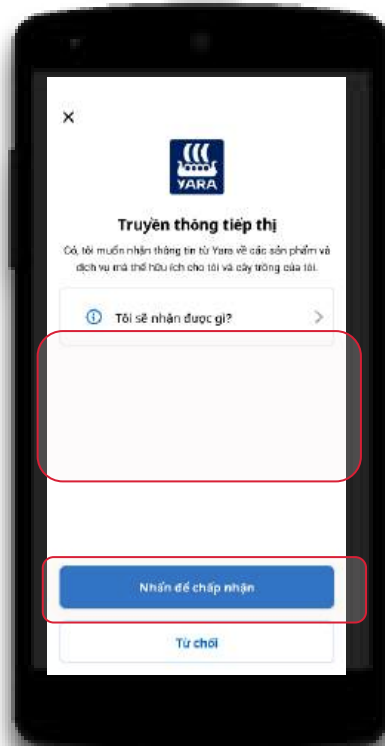 YARA
Truyền thông tiếp thị
Có, tôi muốn nhận thông tin từ Yara về các sản phẩm và
dịch vụ mà thể hữu ích cho tôi và cây trồng của tôi.
Tôi sẽ nhận được gì?
Nhấn để chấp nhận
Từ chối